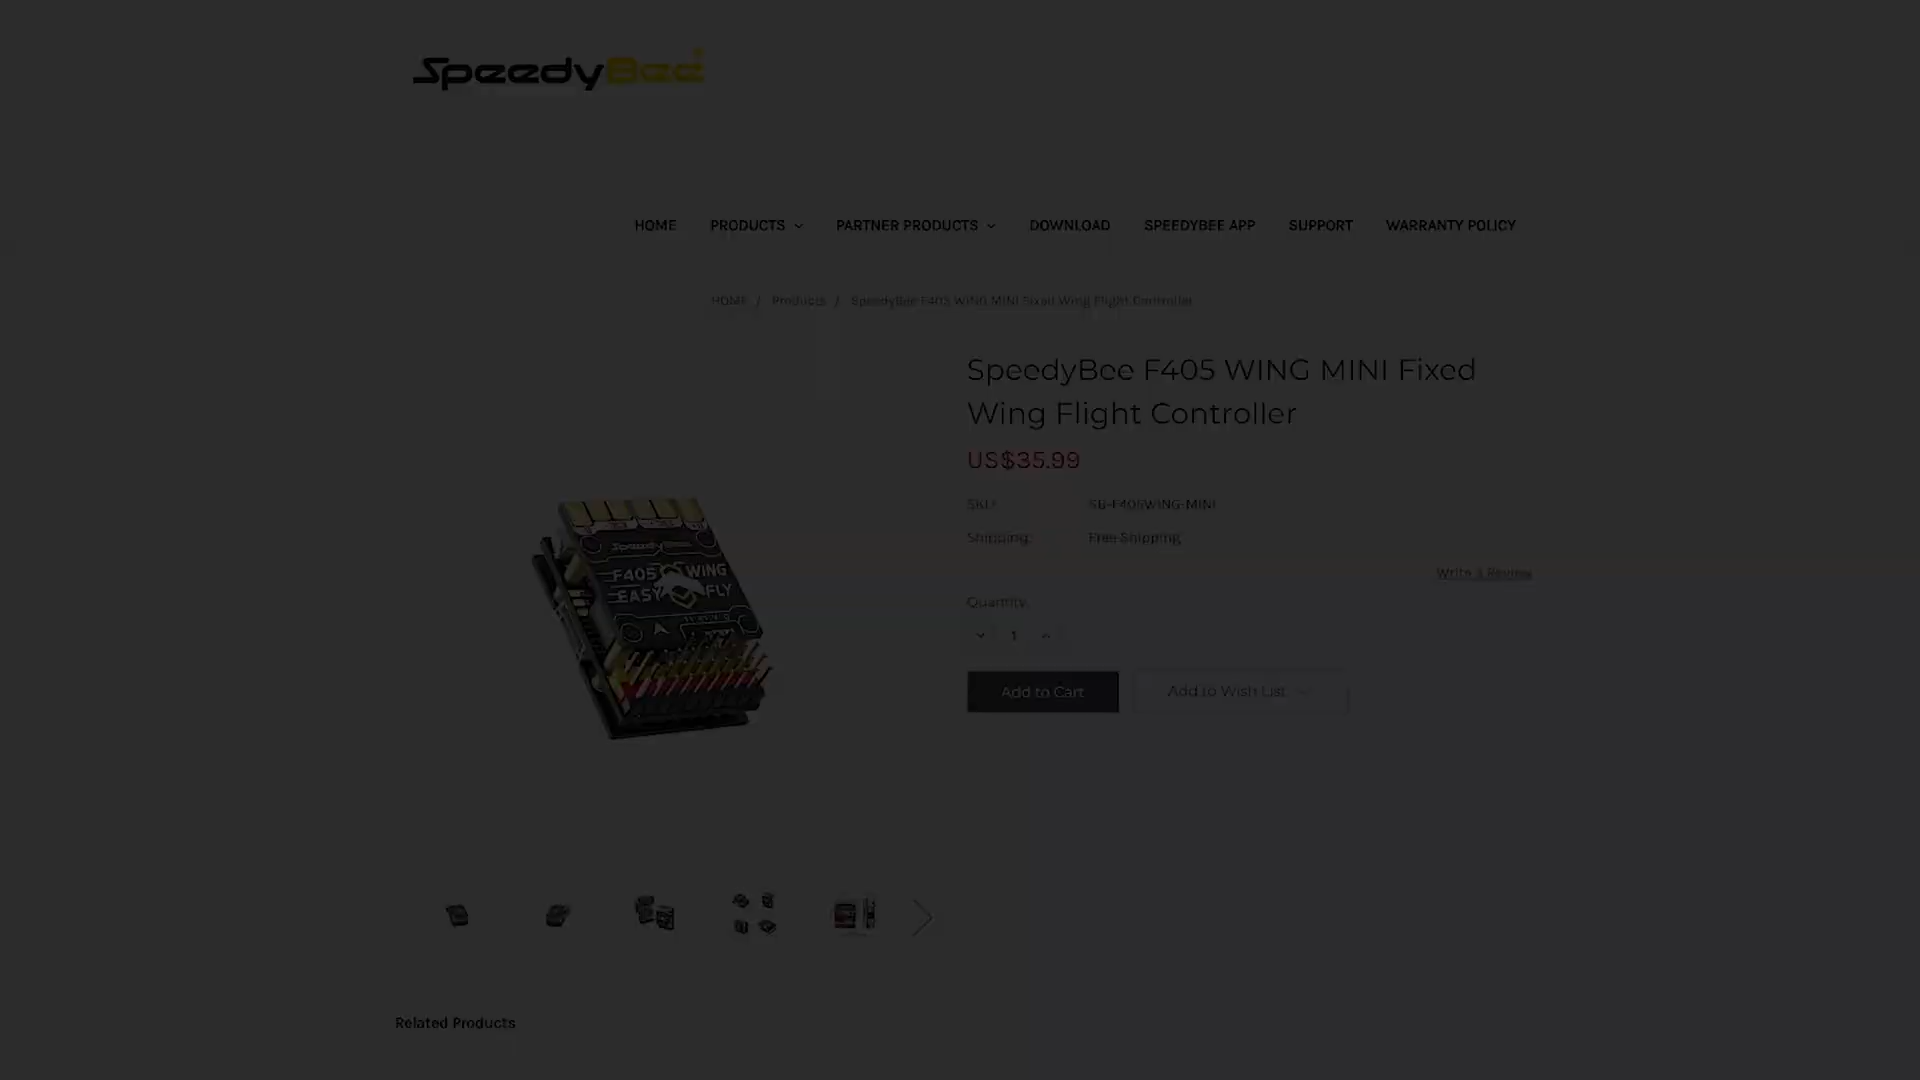 SpeedyBee
HOME PRODUCTS PARTNER PRODUCTS DOWNLOAD SPEEDYBEE APP SUPPORT WARRANTY POLICY
HOME / Products / SpeedyBee F405 WING MINI Fixed Wing Flight Controller
SpeedyBee F405 WING MINI Fixed
Wing Flight Controller
US$35.99
SKU: SB-F405WING-MINI
Shipping: Free Shipping
Write a Review
Quantity:
1
Add to Cart Add to Wish List
SpeedyBee
F405 WING
EASY FLY
Related Products